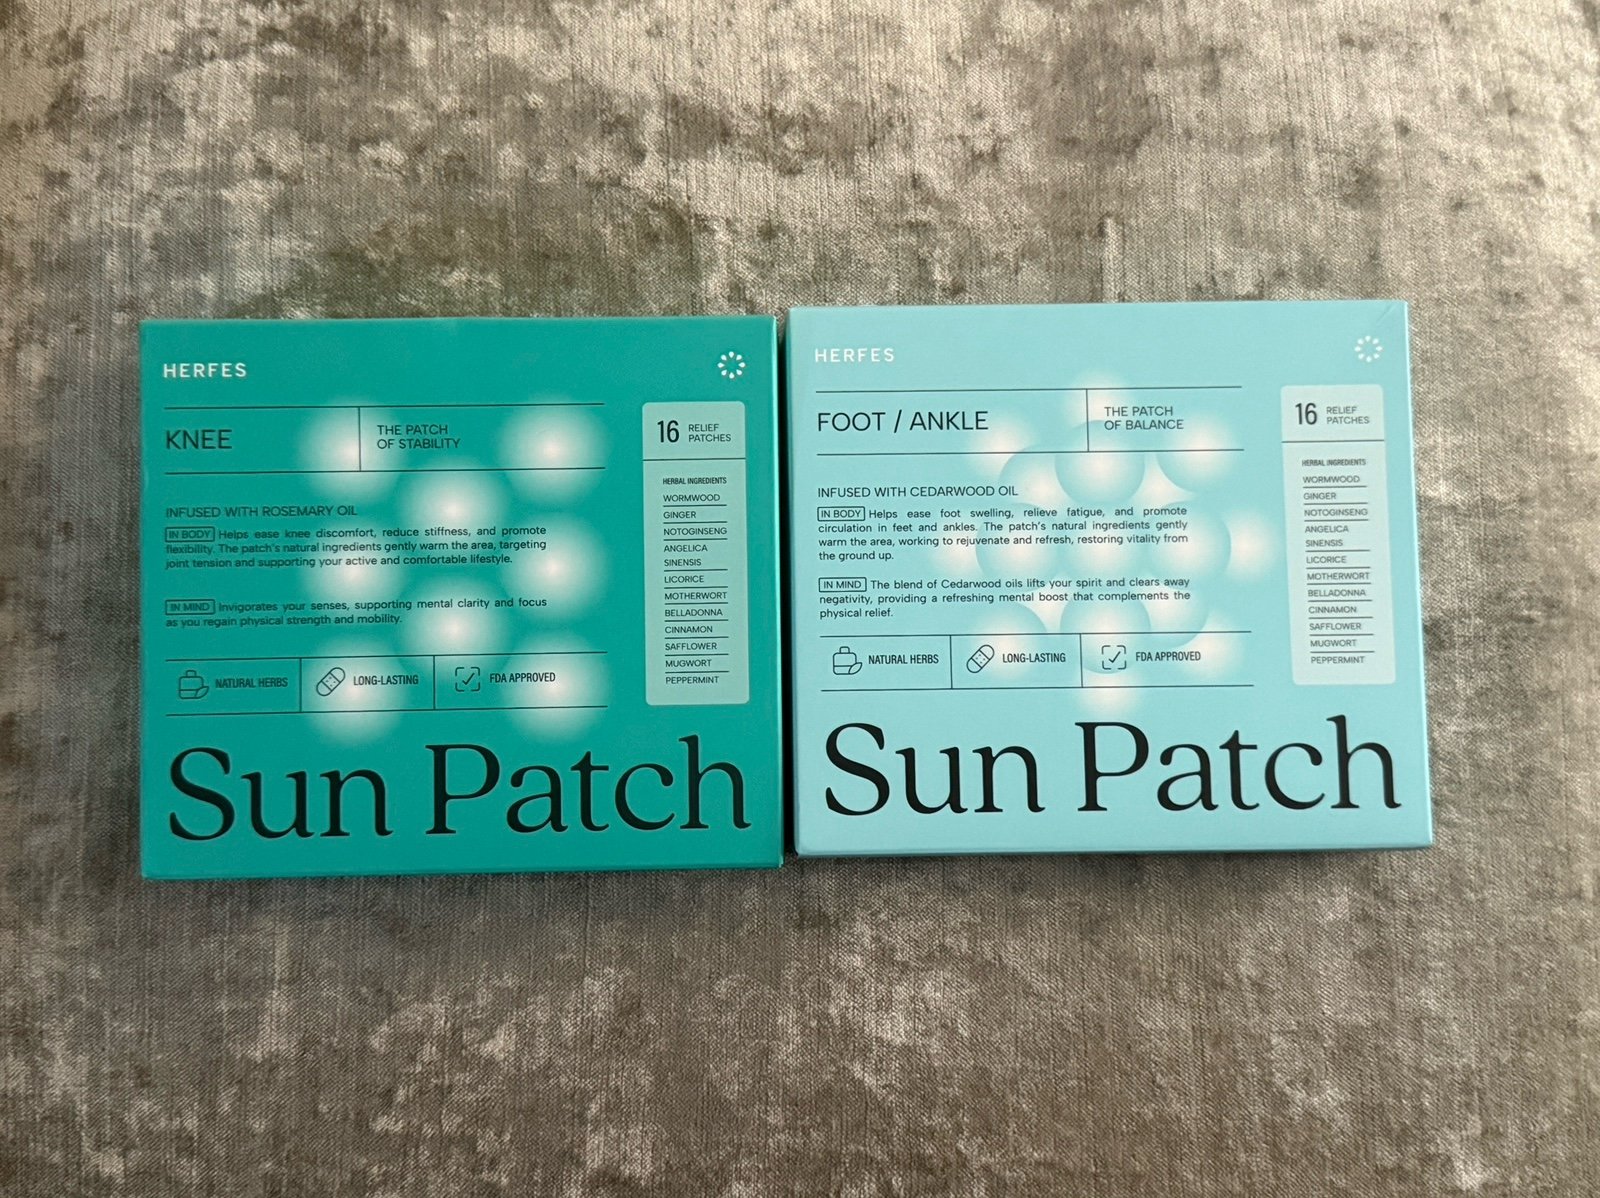 HERFES
KNEE
THE PATCH
OF STABILITY
INFUSED WITH ROSEMARY OIL
IN BODY Helps ease knee discomfort, reduce stiffness, and promote
flexibility. The patch's natural ingredients gently warm the area, targeting
joint tension and supporting your active and comfortable lifestyle.
IN MIND Invigorates your senses, supporting mental clarity and focus
as you regain physical strength and mobility.
NATURAL HERBS
LONG-LASTING
FDA APPROVED
16 RELIEF
PATCHES
HERBAL INGREDIENTS
WORMWOOD
GINGER
NOTOGINSENG
ANGELICA
SINENSIS
LICORICE
MOTHERWORT
BELLADONNA
CINNAMON
SAFFLOWER
MUGWORT
PEPPERMINT
Sun Patch
HERFES
FOOT / ANKLE
THE PATCH
OF BALANCE
INFUSED WITH CEDARWOOD OIL
IN BODY Helps ease foot swelling, relieve fatigue, and promote
circulation in feet and ankles. The patch's natural ingredients gently
warm the area, working to rejuvenate and refresh, restoring vitality from
the ground up.
IN MIND The blend of Cedarwood oils lifts your spirit and clears away
negativity, providing a refreshing mental boost that complements the
physical relief.
NATURAL HERBS
LONG-LASTING
FDA APPROVED
16 RELIEF
PATCHES
HERBAL INGREDIENTS
WORMWOOD
GINGER
NOTOGINSENG
ANGELICA
SINENSIS
LICORICE
MOTHERWORT
BELLADONNA
CINNAMON
SAFFLOWER
MUGWORT
PEPPERMINT
Sun Patch